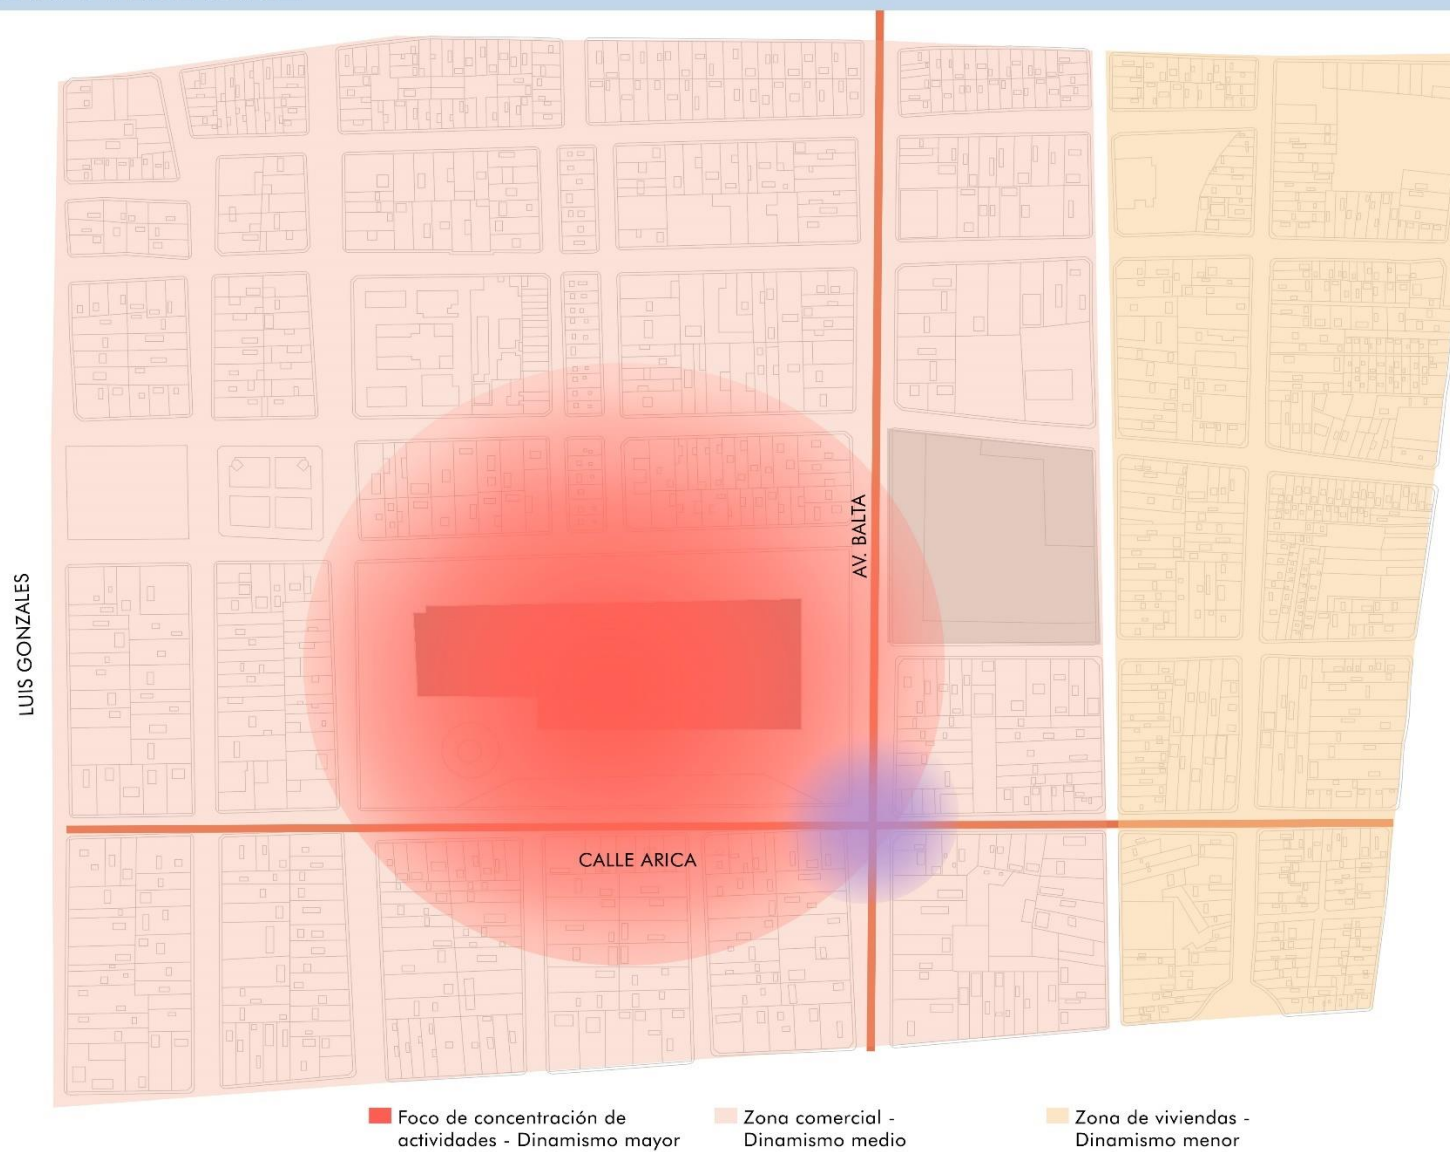 AV. BALTA
LUIS GONZALES
CALLE ARICA
Foco de concentración de
actividades - Dinamismo mayor
Zona comercial -
Dinamismo medio
Zona de viviendas -
Dinamismo menor